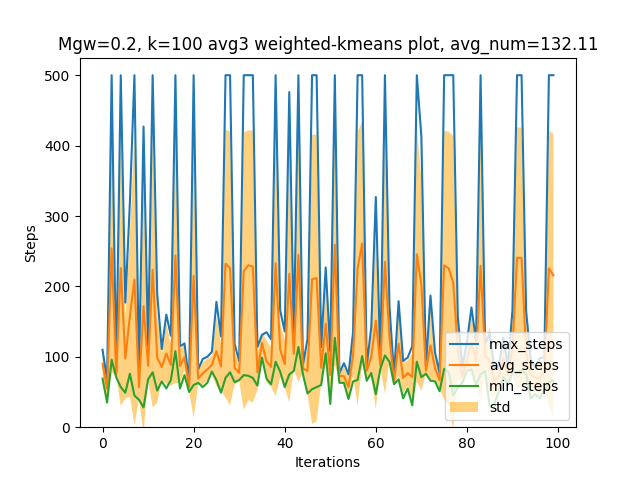 Mgw=0.2, k=100 avg3 weighted-kmeans plot, avg_num=132.11
500
400
300
200
100
0
Steps
0
20
40
60
80
100
Iterations
max_steps
avg_steps
min_steps
std